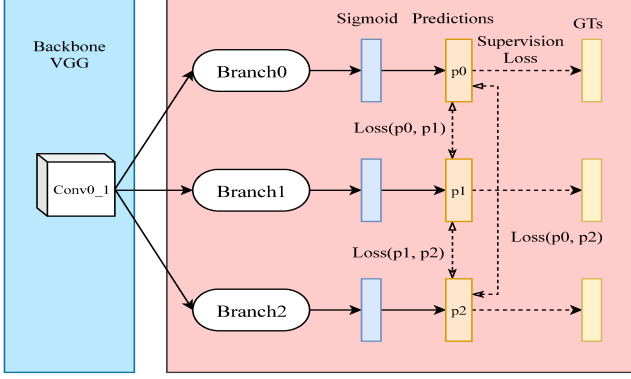 Backbone
VGG
Sigmoid
Predictions
GTs
Supervision
Loss
Branch0
p0
Loss(p0, p1)
Conv0_1
Branch1
p1
Loss(p1, p2)
Loss(p0, p2)
Branch2
p2